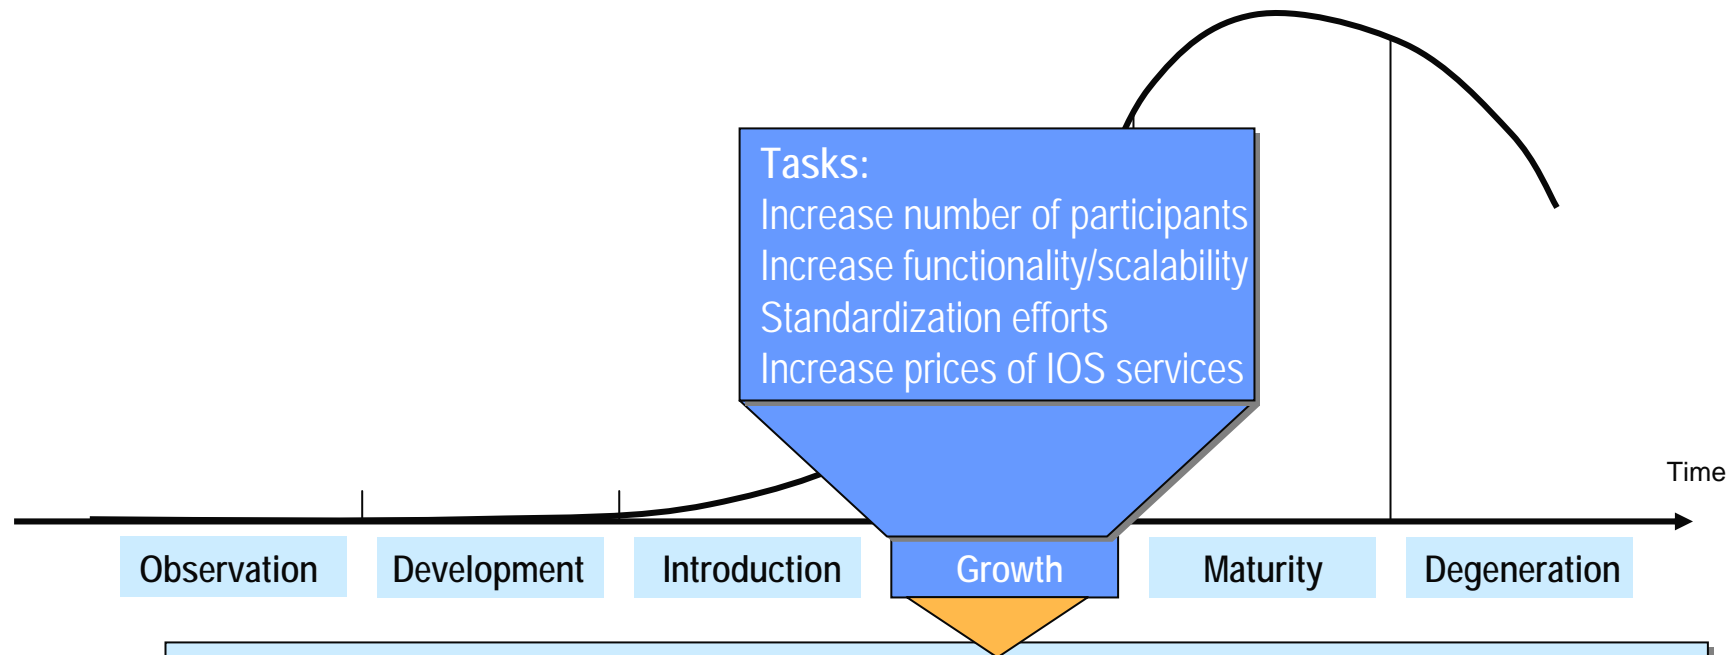 Tasks:
Increase number of participants
Increase functionality/scalability
Standardization efforts
Increase prices of IOS services
Time
Observation
Development
Introduction
Growth
Maturity
Degeneration